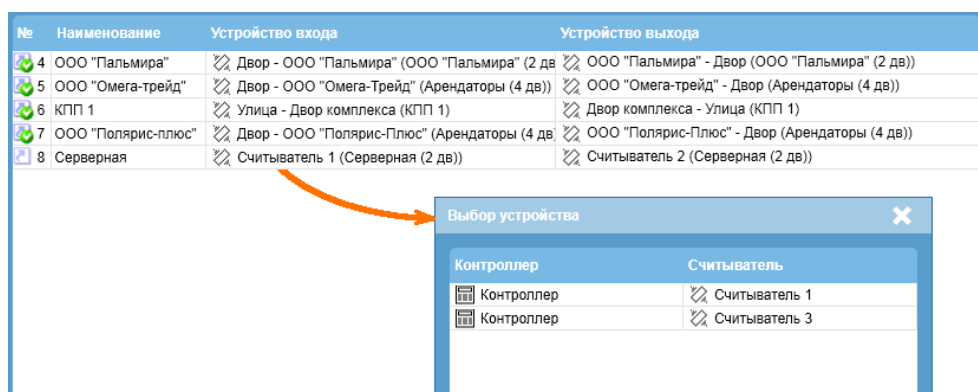 № Наименование Устройство входа Устройство выхода
4 ООО "Пальмира" Двор - ООО "Пальмира" (ООО "Пальмира" (2 дв ООО "Пальмира" - Двор (ООО "Пальмира" (2 дв))
5 ООО "Омега-трейд" Двор - ООО "Омега-Трейд" (Арендаторы (4 дв)) ООО "Омега-трейд" - Двор (Арендаторы (4 дв))
6 КПП 1 Улица - Двор комплекса (КПП 1) Двор комплекса - Улица (КПП 1)
7 ООО "Полярис-плюс" Двор - ООО "Полярис-Плюс" (Арендаторы (4 дв) ООО "Полярис-Плюс" - Двор (Арендаторы (4 дв))
8 Серверная Считыватель 1 (Серверная (2 дв)) Считыватель 2 (Серверная (2 дв))
Выбор устройства
Контроллер Считыватель
Контроллер Считыватель 1
Контроллер Считыватель 3